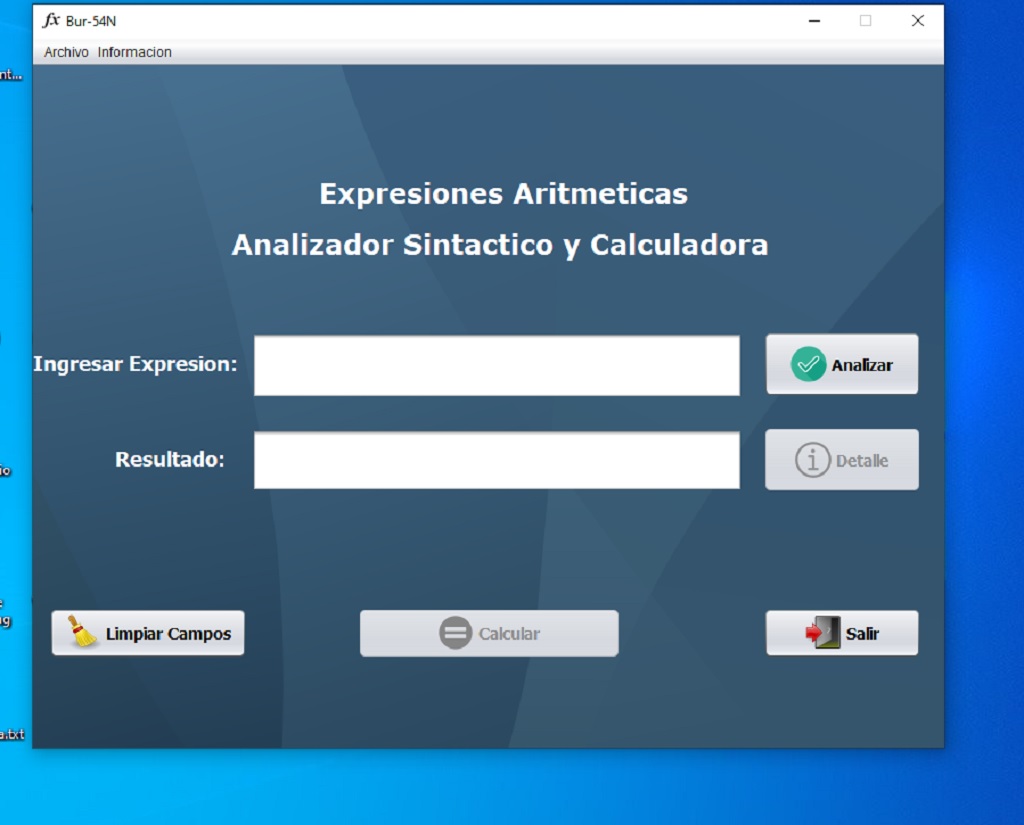 fx Bur-54N
Archivo Informacion
nt...
Expresiones Aritmeticas
Analizador Sintactico y Calculadora
Ingresar Expresion:
Analizar
Resultado:
Detalle
io
g
Limpiar Campos
Calcular
Salir
a.txt